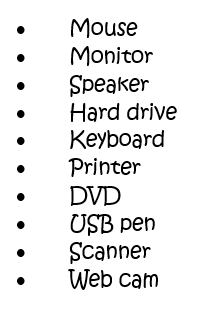 • Mouse
• Monitor
• Speaker
• Hard drive
• Keyboard
• Printer
• DVD
• USB pen
• Scanner
• Web cam